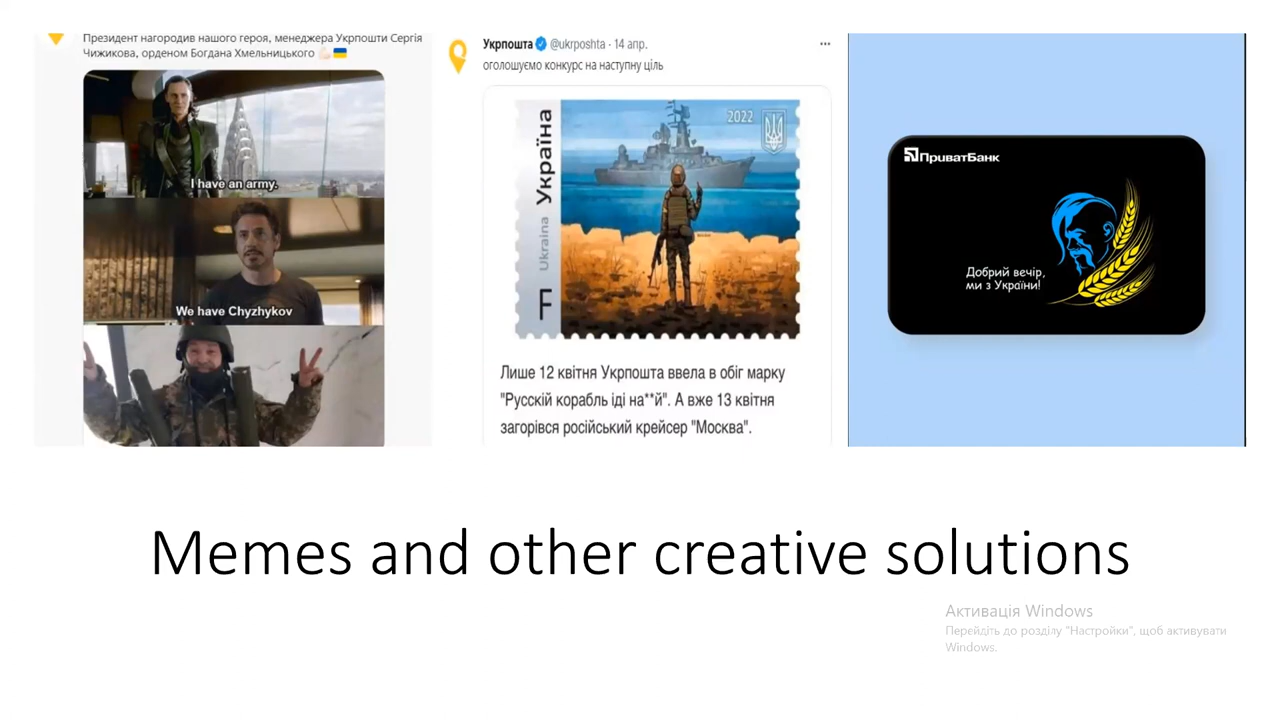 Президент нагородив нашого героя, менеджера Укрпошти Сергія
Чижикова, орденом Богдана Хмельницького
I have an army.
We have Chyzhykov
Укрпошта @ukrposhta · 14 апр.
оголошуємо конкурс на наступну ціль
2022
Україна
Ukraina
F
Лише 12 квітня Укрпошта ввела в обіг марку
"Русскій корабль іді на**й". А вже 13 квітня
загорівся російський крейсер "Москва".
ПриватБанк
Добрий вечір,
ми з України!
Memes and other creative solutions
Активація Windows
Перейдіть до розділу "Настройки", щоб активувати
Windows.